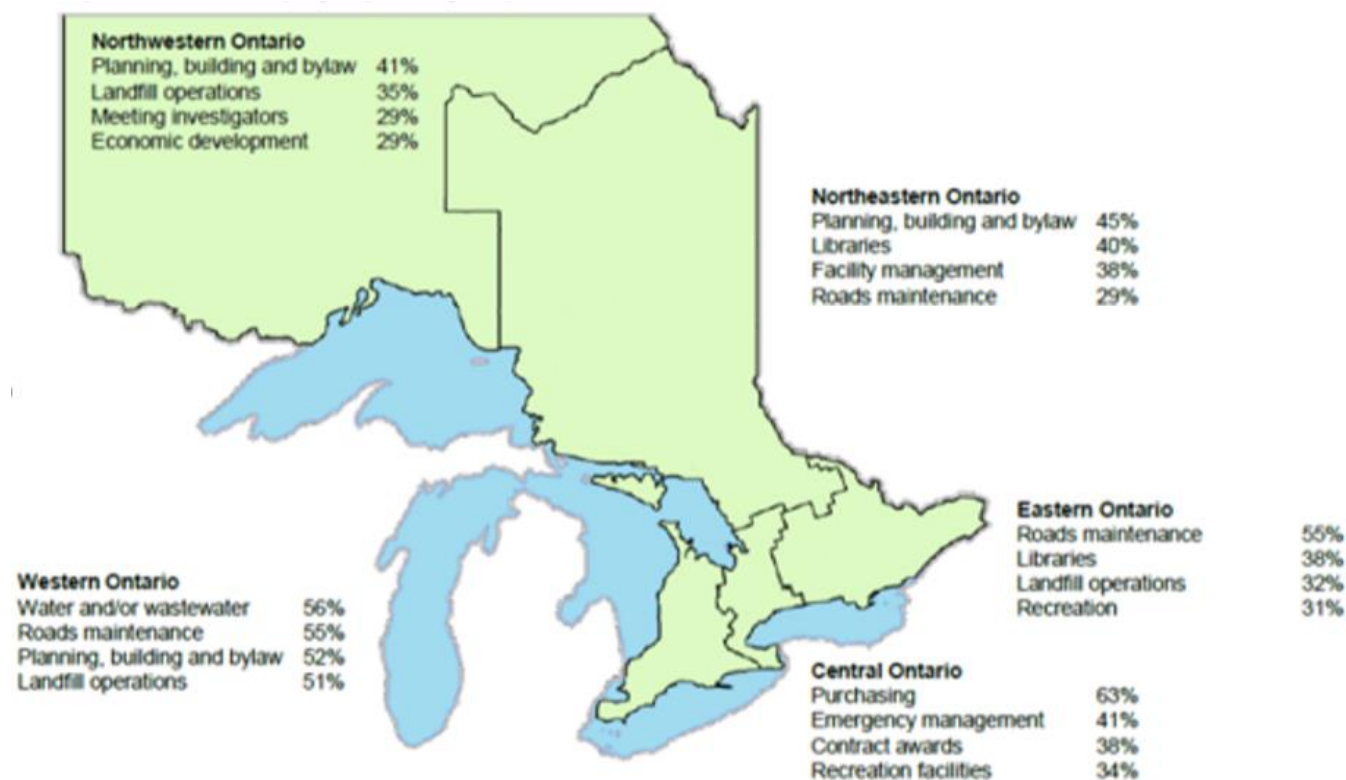 Northwestern Ontario
Planning, building and bylaw 41%
Landfill operations 35%
Meeting investigators 29%
Economic development 29%
Northeastern Ontario
Planning, building and bylaw 45%
Libraries 40%
Facility management 38%
Roads maintenance 29%
Eastern Ontario
Roads maintenance 55%
Libraries 38%
Landfill operations 32%
Recreation 31%
Western Ontario
Water and/or wastewater 56%
Roads maintenance 55%
Planning, building and bylaw 52%
Landfill operations 51%
Central Ontario
Purchasing 63%
Emergency management 41%
Contract awards 38%
Recreation facilities 34%